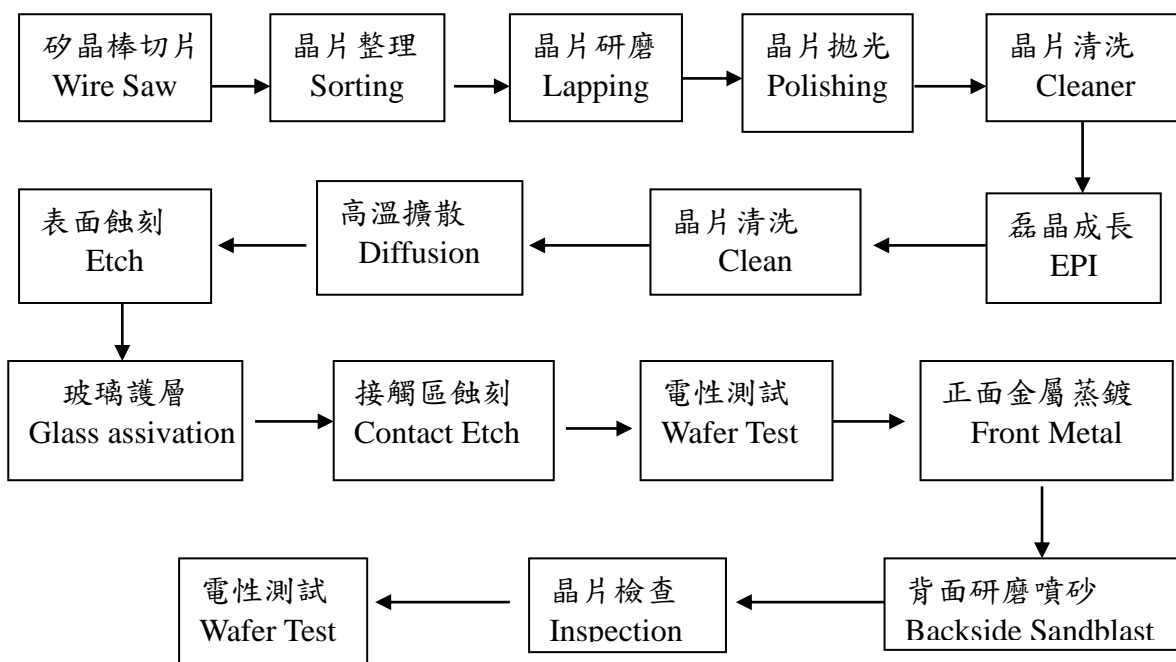 矽晶棒切片
Wire Saw
晶片整理
Sorting
晶片研磨
Lapping
晶片拋光
Polishing
晶片清洗
Cleaner
磊晶成長
EPI
晶片清洗
Clean
高溫擴散
Diffusion
表面蝕刻
Etch
玻璃護層
Glass assivation
接觸區蝕刻
Contact Etch
電性測試
Wafer Test
正面金屬蒸鍍
Front Metal
背面研磨噴砂
Backside Sandblast
晶片檢查
Inspection
電性測試
Wafer Test